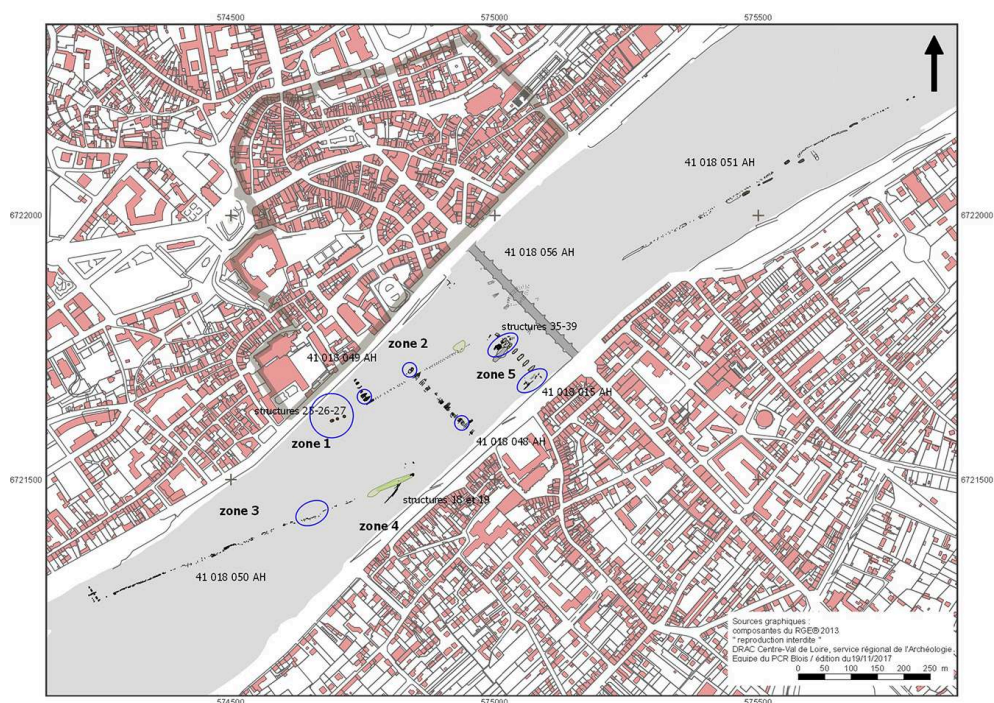 574500
575000
575500
41 018 051 AH
6722000
6722000
41 018 056 AH
structures 35-39
zone 2
41 018 049 AH
zone 5
41 018 015 AH
structures 25-26-27
zone 1
41 018 048 AH
6721500
6721500
structures 18 et 19
zone 3
zone 4
41 018 050 AH
Sources graphiques :
composantes du RGE® 2013
" reproduction interdite "
DRAC Centre-Val de Loire, service régional de l'Archéologie
Equipe du PCR Blois / édition du 19/11/2017
0 50 100 150 200 250 m
574500
575000
575500